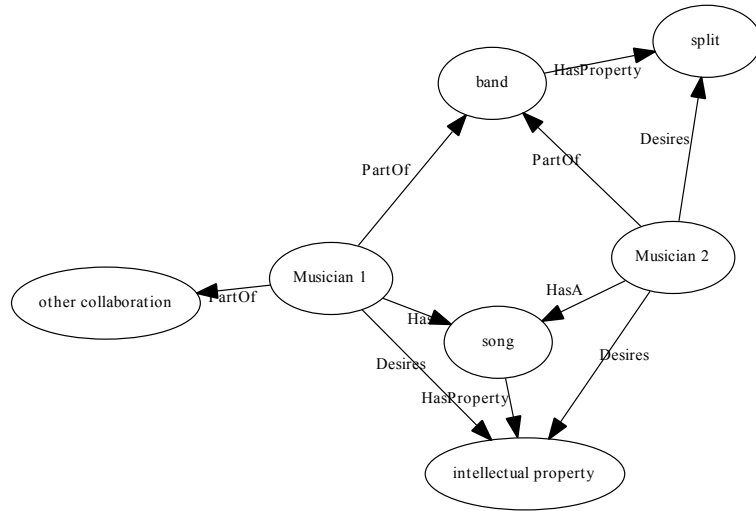 split
band
HasProperty
Desires
PartOf
PartOf
Musician 2
Musician 1
HasA
other collaboration
PartOf
Has
song
Desires
Desires
HasProperty
intellectual property